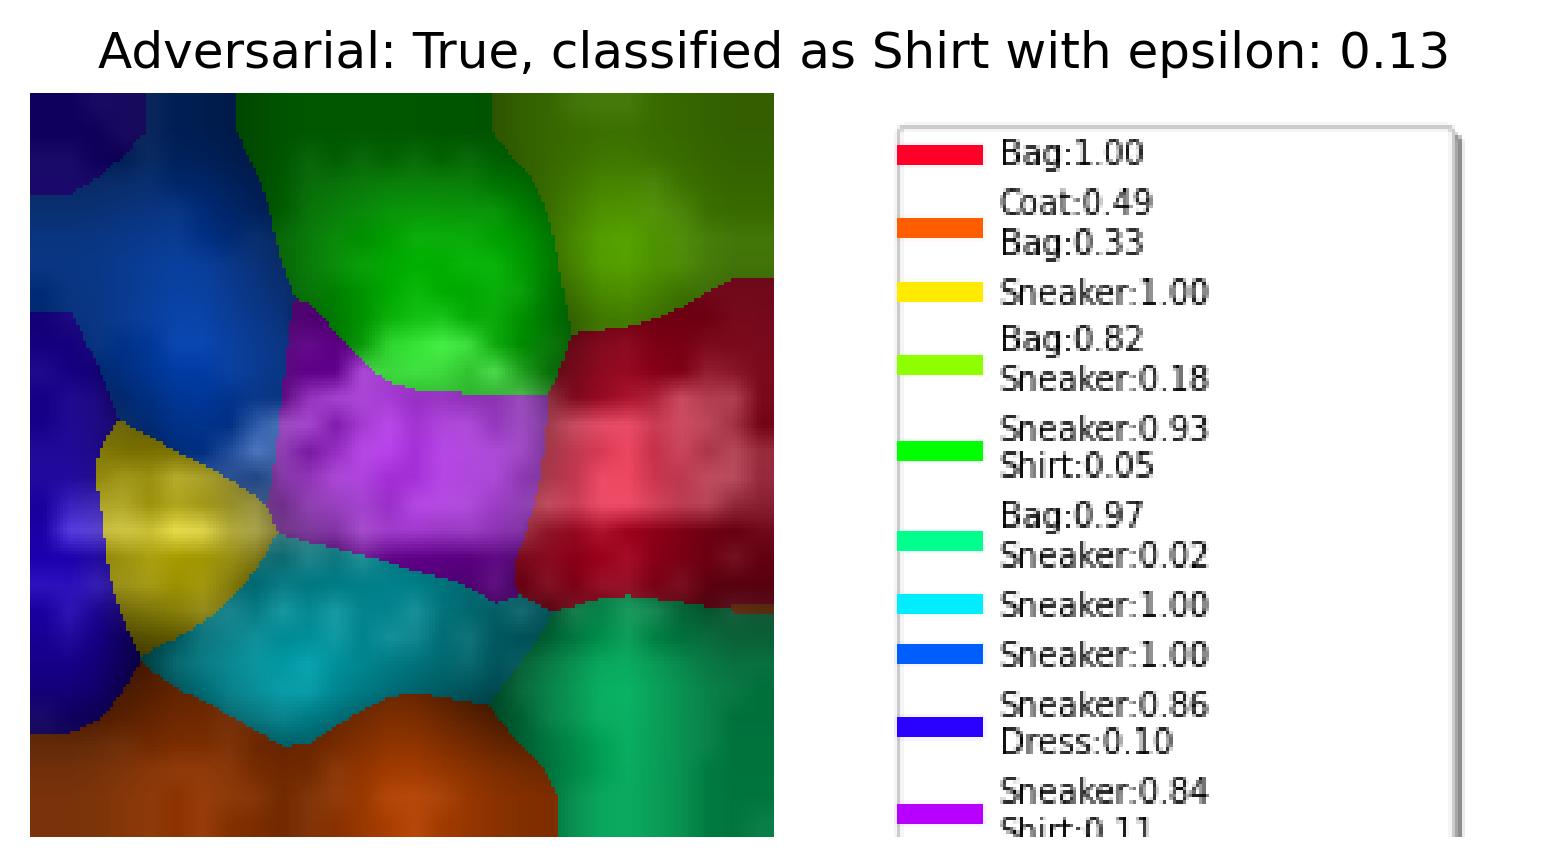 Adversarial: True, classified as Shirt with epsilon: 0.13
Bag:1.00
Coat:0.49
Bag:0.33
Sneaker:1.00
Bag:0.82
Sneaker:0.18
Sneaker:0.93
Shirt:0.05
Bag:0.97
Sneaker:0.02
Sneaker:1.00
Sneaker:1.00
Sneaker:0.86
Dress:0.10
Sneaker:0.84
Shirt:0.11